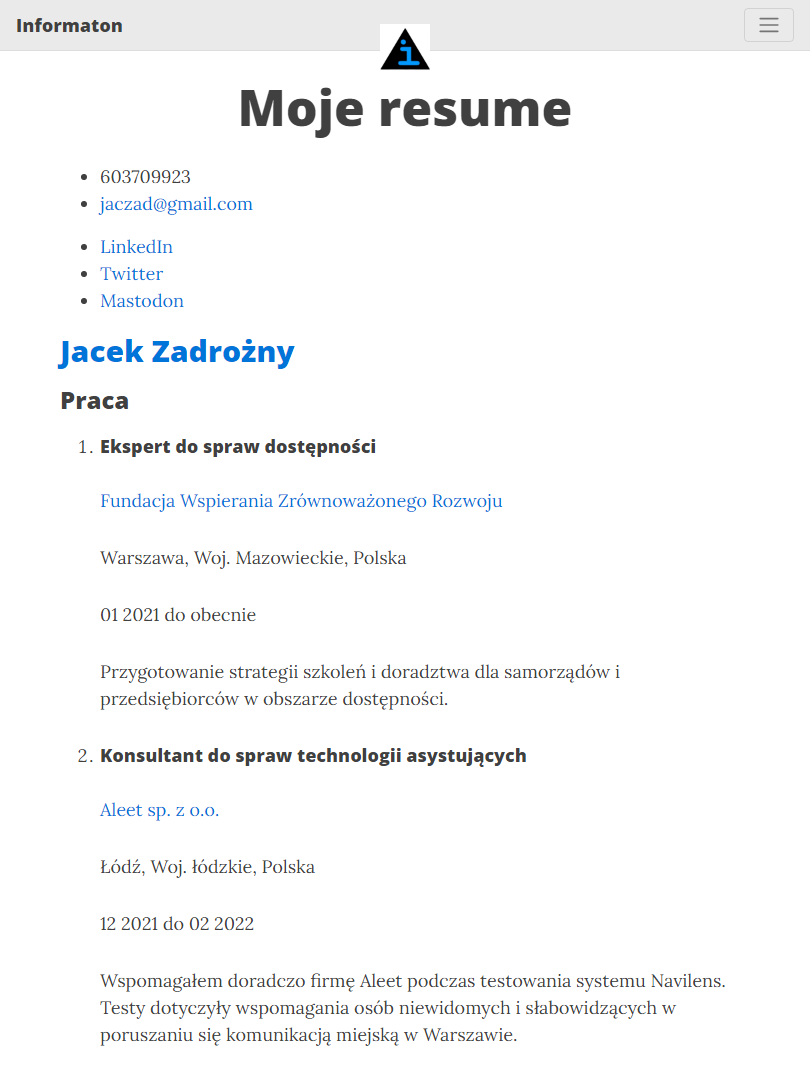 Informaton
i
Moje resume
603709923
jaczad@gmail.com
LinkedIn
Twitter
Mastodon
Jacek Zadrożny
Praca
1. Ekspert do spraw dostępności
Fundacja Wspierania Zrównoważonego Rozwoju
Warszawa, Woj. Mazowieckie, Polska
01 2021 do obecnie
Przygotowanie strategii szkoleń i doradztwa dla samorządów i
przedsiębiorców w obszarze dostępności.
2. Konsultant do spraw technologii asystujących
Aleet sp. z o.o.
Łódź, Woj. łódzkie, Polska
12 2021 do 02 2022
Wspomagałem doradczo firmę Aleet podczas testowania systemu Navilens.
Testy dotyczyły wspomagania osób niewidomych i słabowidzących w
poruszaniu się komunikacją miejską w Warszawie.